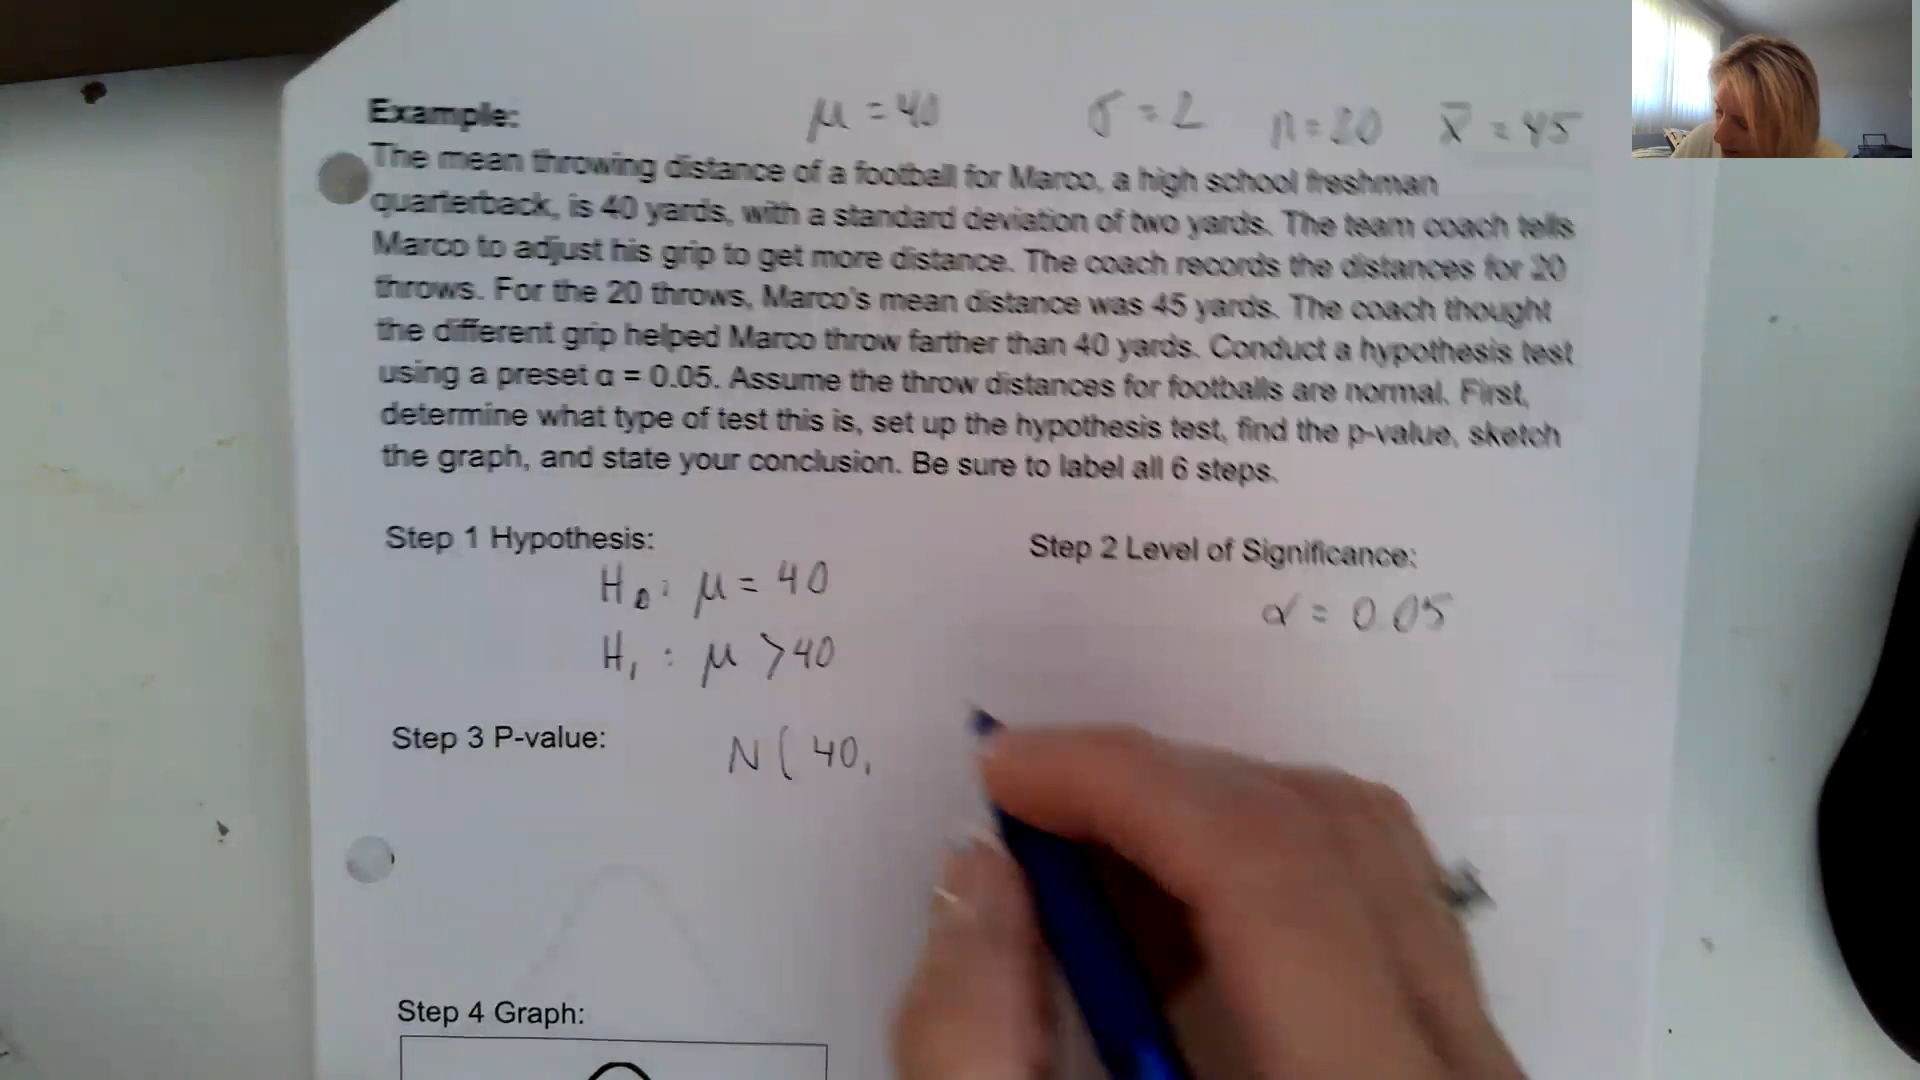 μ = 40 σ = 2 n = 20 x̄ = 45
Example:
The mean throwing distance of a football for Marco, a high school freshman
quarterback, is 40 yards, with a standard deviation of two yards. The team coach tells
Marco to adjust his grip to get more distance. The coach records the distances for 20
throws. For the 20 throws, Marco's mean distance was 45 yards. The coach thought
the different grip helped Marco throw farther than 40 yards. Conduct a hypothesis test
using a preset α = 0.05. Assume the throw distances for footballs are normal. First,
determine what type of test this is, set up the hypothesis test, find the p-value, sketch
the graph, and state your conclusion. Be sure to label all 6 steps.
Step 1 Hypothesis:
H₀: μ = 40
H₁: μ > 40
Step 2 Level of Significance:
α = 0.05
Step 3 P-value: N( 40,
Step 4 Graph: